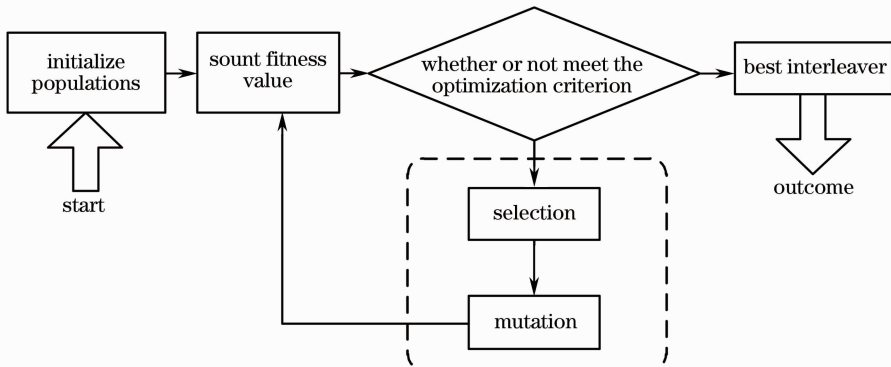 initialize
populations
sount fitness
value
whether or not meet the
optimization criterion
best interleaver
start
outcome
selection
mutation